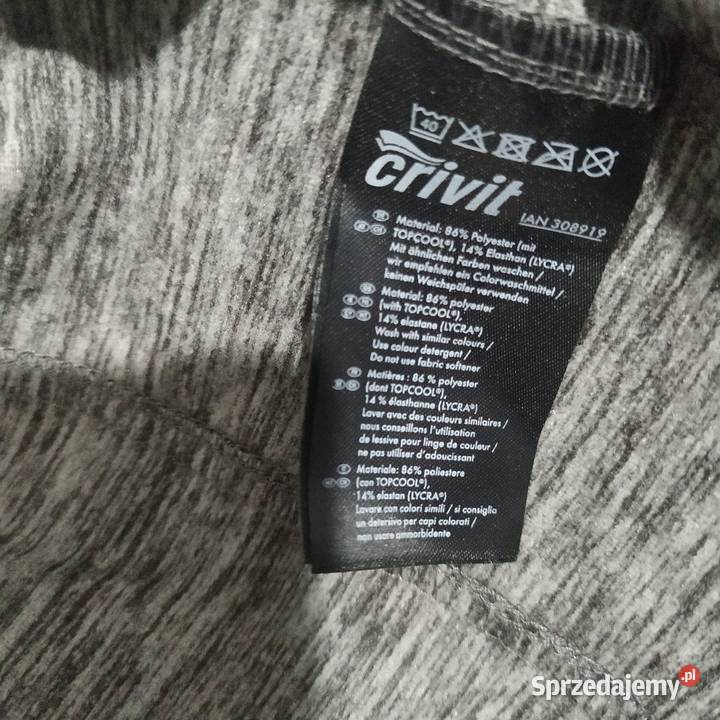 40
crivit
IAN 308919
Material: 86% Polyester (mit
TOPCOOL®), 14% Elasthan (LYCRA®)
Mit ähnlichen Farben waschen /
wir empfehlen ein Colorwaschmittel /
keinen Weichspüler verwenden
Material: 86% polyester
(with TOPCOOL®),
14% elastane (LYCRA®)
Wash with similar colours /
Use colour detergent /
Do not use fabric softener
Matières : 86 % polyester
(dont TOPCOOL®),
14 % élasthanne (LYCRA®)
Laver avec des couleurs similaires /
nous conseillons l'utilisation
de lessive pour linge de couleur /
ne pas utiliser d'adoucissant
Materiale: 86% poliestere
(con TOPCOOL®),
14% elastan (LYCRA®)
Lavare con colori simili / si consiglia
un detersivo per capi colorati /
non usare ammorbidente
Sprzedajemy.pl